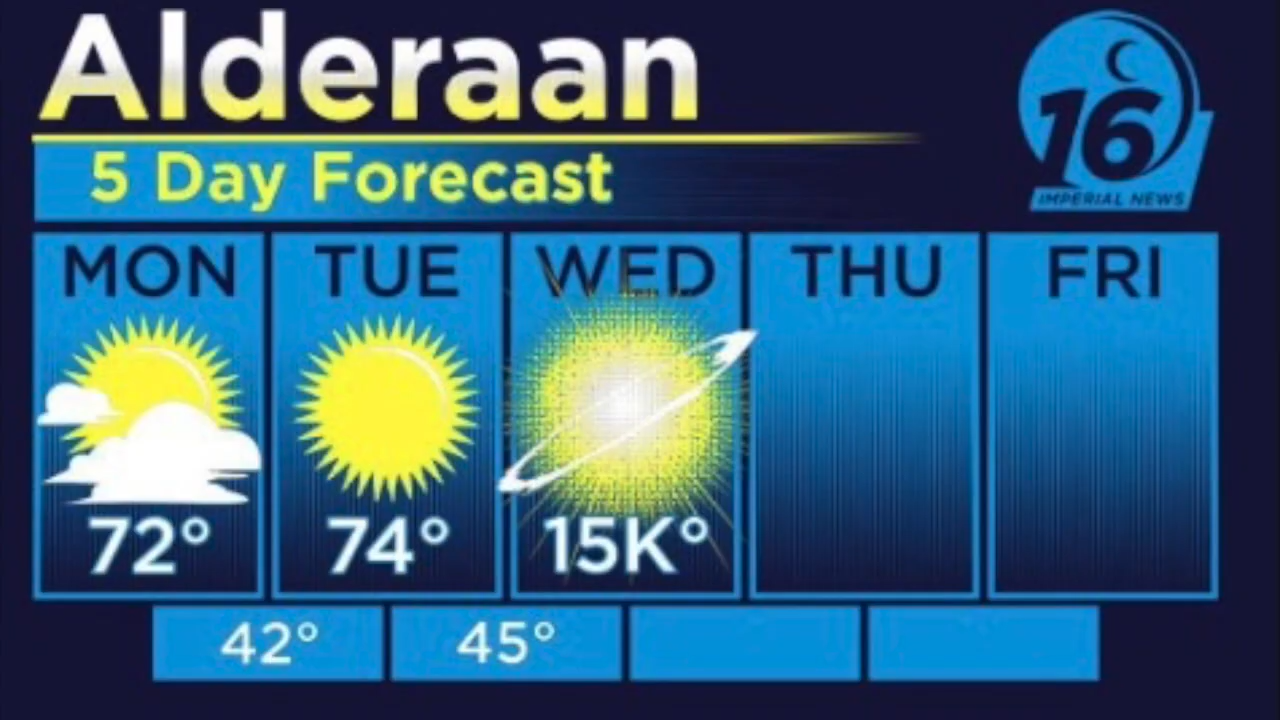 Alderaan
16
IMPERIAL NEWS
5 Day Forecast
MON TUE WED THU FRI
72° 74° 15K°
42° 45°